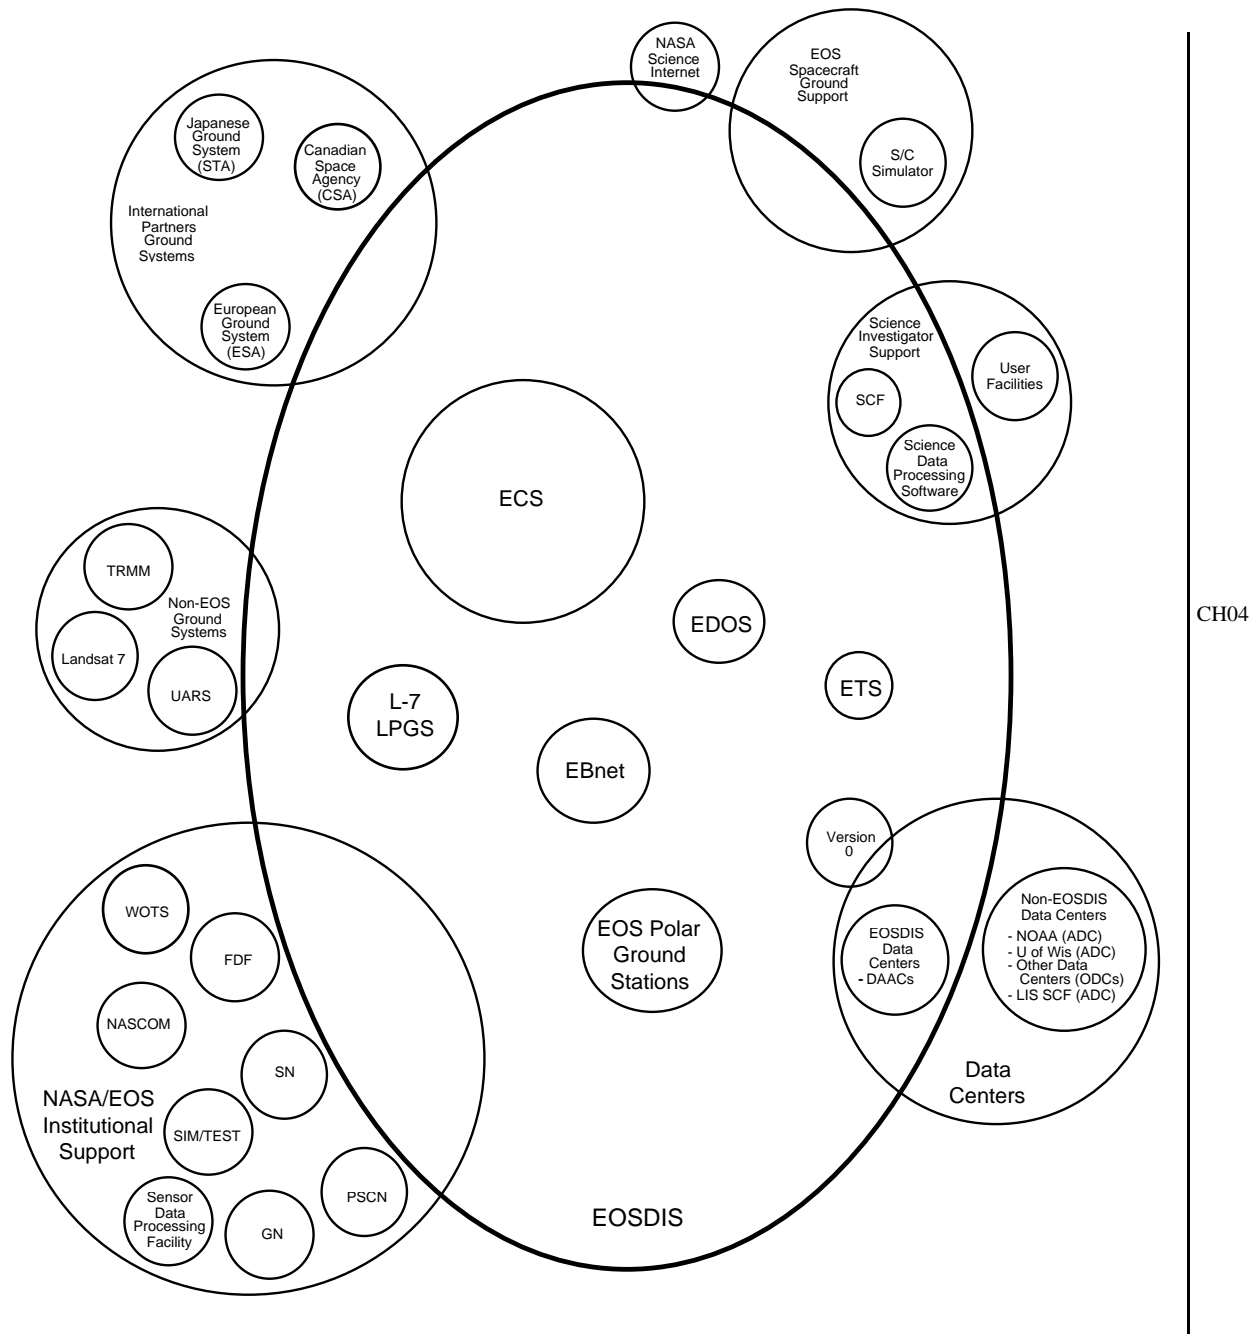 NASA
Science
Internet
EOS
Spacecraft
Ground
Support
S/C
Simulator
Japanese
Ground
System
(STA)
Canadian
Space
Agency
(CSA)
International
Partners
Ground
Systems
European
Ground
System
(ESA)
Science
Investigator
Support
User
Facilities
SCF
Science
Data
Processing
Software
ECS
TRMM
Non-EOS
Ground
Systems
Landsat 7
UARS
EDOS
ETS
CH04
L-7
LPGS
EBnet
Version
0
WOTS
FDF
NASCOM
SN
NASA/EOS
Institutional
Support
SIM/TEST
Sensor
Data
Processing
Facility
GN
PSCN
EOS Polar
Ground
Stations
EOSDIS
Data
Centers
- DAACs
Non-EOSDIS
Data Centers
- NOAA (ADC)
- U of Wis (ADC)
- Other Data
Centers (ODCs)
- LIS SCF (ADC)
Data
Centers
EOSDIS